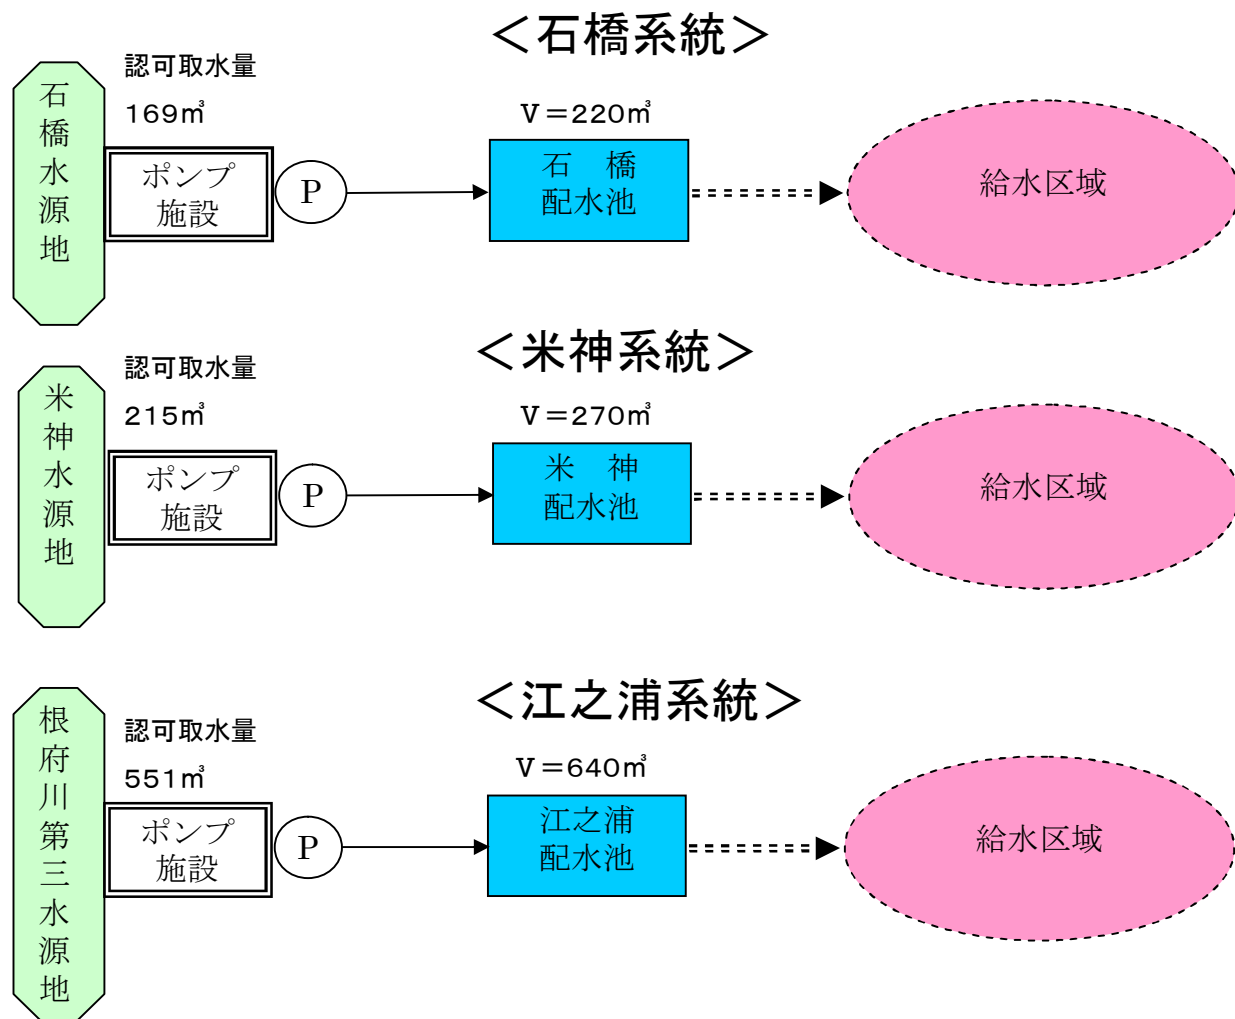 ＜石橋系統＞
石橋水源地
認可取水量
169㎥
ポンプ
施設
P
V＝220㎥
石　橋
配水池
給水区域
＜米神系統＞
米神水源地
認可取水量
215㎥
ポンプ
施設
P
V＝270㎥
米　神
配水池
給水区域
＜江之浦系統＞
根府川第三水源地
認可取水量
551㎥
ポンプ
施設
P
V＝640㎥
江之浦
配水池
給水区域